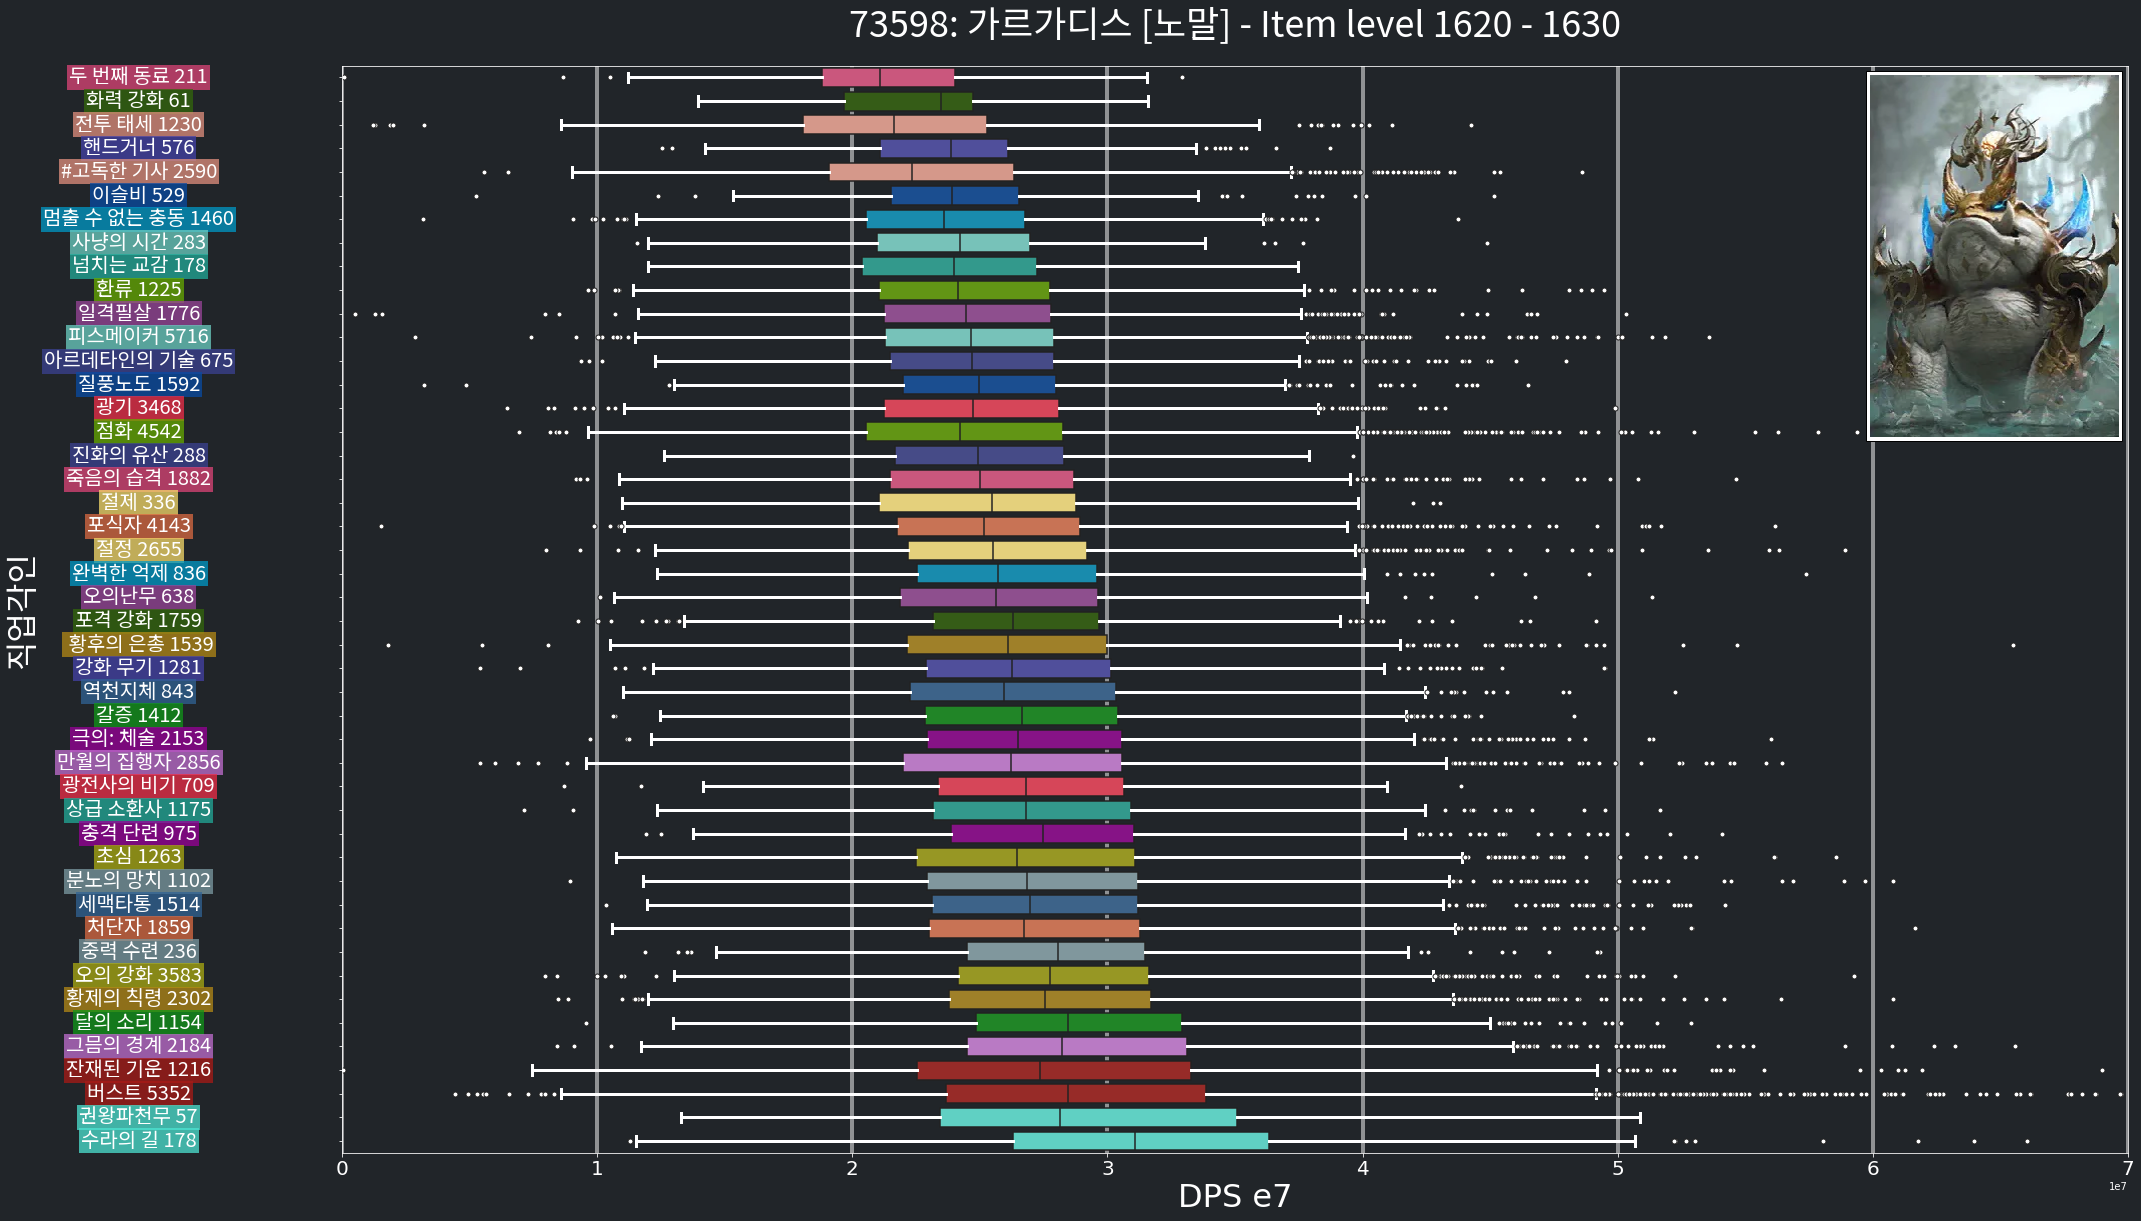 73598: 가르가디스 [노말] - Item level 1620 - 1630
두 번째 동료 211
화력 강화 61
전투 태세 1230
핸드거너 576
#고독한 기사 2590
이슬비 529
멈출 수 없는 충동 1460
사냥의 시간 283
넘치는 교감 178
환류 1225
일격필살 1776
피스메이커 5716
아르데타인의 기술 675
질풍노도 1592
광기 3468
점화 4542
진화의 유산 288
죽음의 습격 1882
절제 336
포식자 4143
절정 2655
완벽한 억제 836
오의난무 638
포격 강화 1759
황후의 은총 1539
강화 무기 1281
역천지체 843
갈증 1412
극의: 체술 2153
만월의 집행자 2856
광전사의 비기 709
상급 소환사 1175
충격 단련 975
초심 1263
분노의 망치 1102
세맥타통 1514
처단자 1859
중력 수련 236
오의 강화 3583
황제의 칙령 2302
달의 소리 1154
그믐의 경계 2184
잔재된 기운 1216
버스트 5352
권왕파천무 57
수라의 길 178
직업각인
0 1 2 3 4 5 6 7
1e7
DPS e7